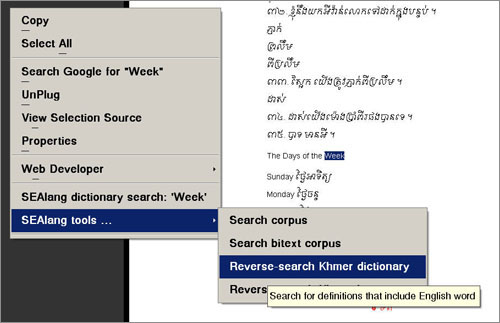 Copy
Select All
Search Google for "Week"
UnPlug
View Selection Source
Properties
Web Developer
SEAlang dictionary search: 'Week'
SEAlang tools ...
Search corpus
Search bitext corpus
Reverse-search Khmer dictionary
Search for definitions that include English word
៣២. ខ្ញុំនឹងយកអីវ៉ាន់លោកទៅដាក់ក្នុងបន្ទប់ ។
ភ្ញាក់
ព្រលឹម
ពីព្រលឹម
៣៣. ស្អែក យើងត្រូវភ្ញាក់ពីព្រលឹម ។
ដាស់
៣៤. ដាស់យើងម៉ោងប្រាំពីរផងបានទេ ។
៣៥. បាទ មានអី ។
The Days of the Week
Sunday ថ្ងៃអាទិត្យ
Monday ថ្ងៃចន្ទ